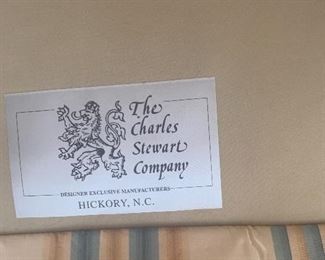 The
Charles
Stewart
Company
DESIGNER EXCLUSIVE MANUFACTURERS
HICKORY, N.C.